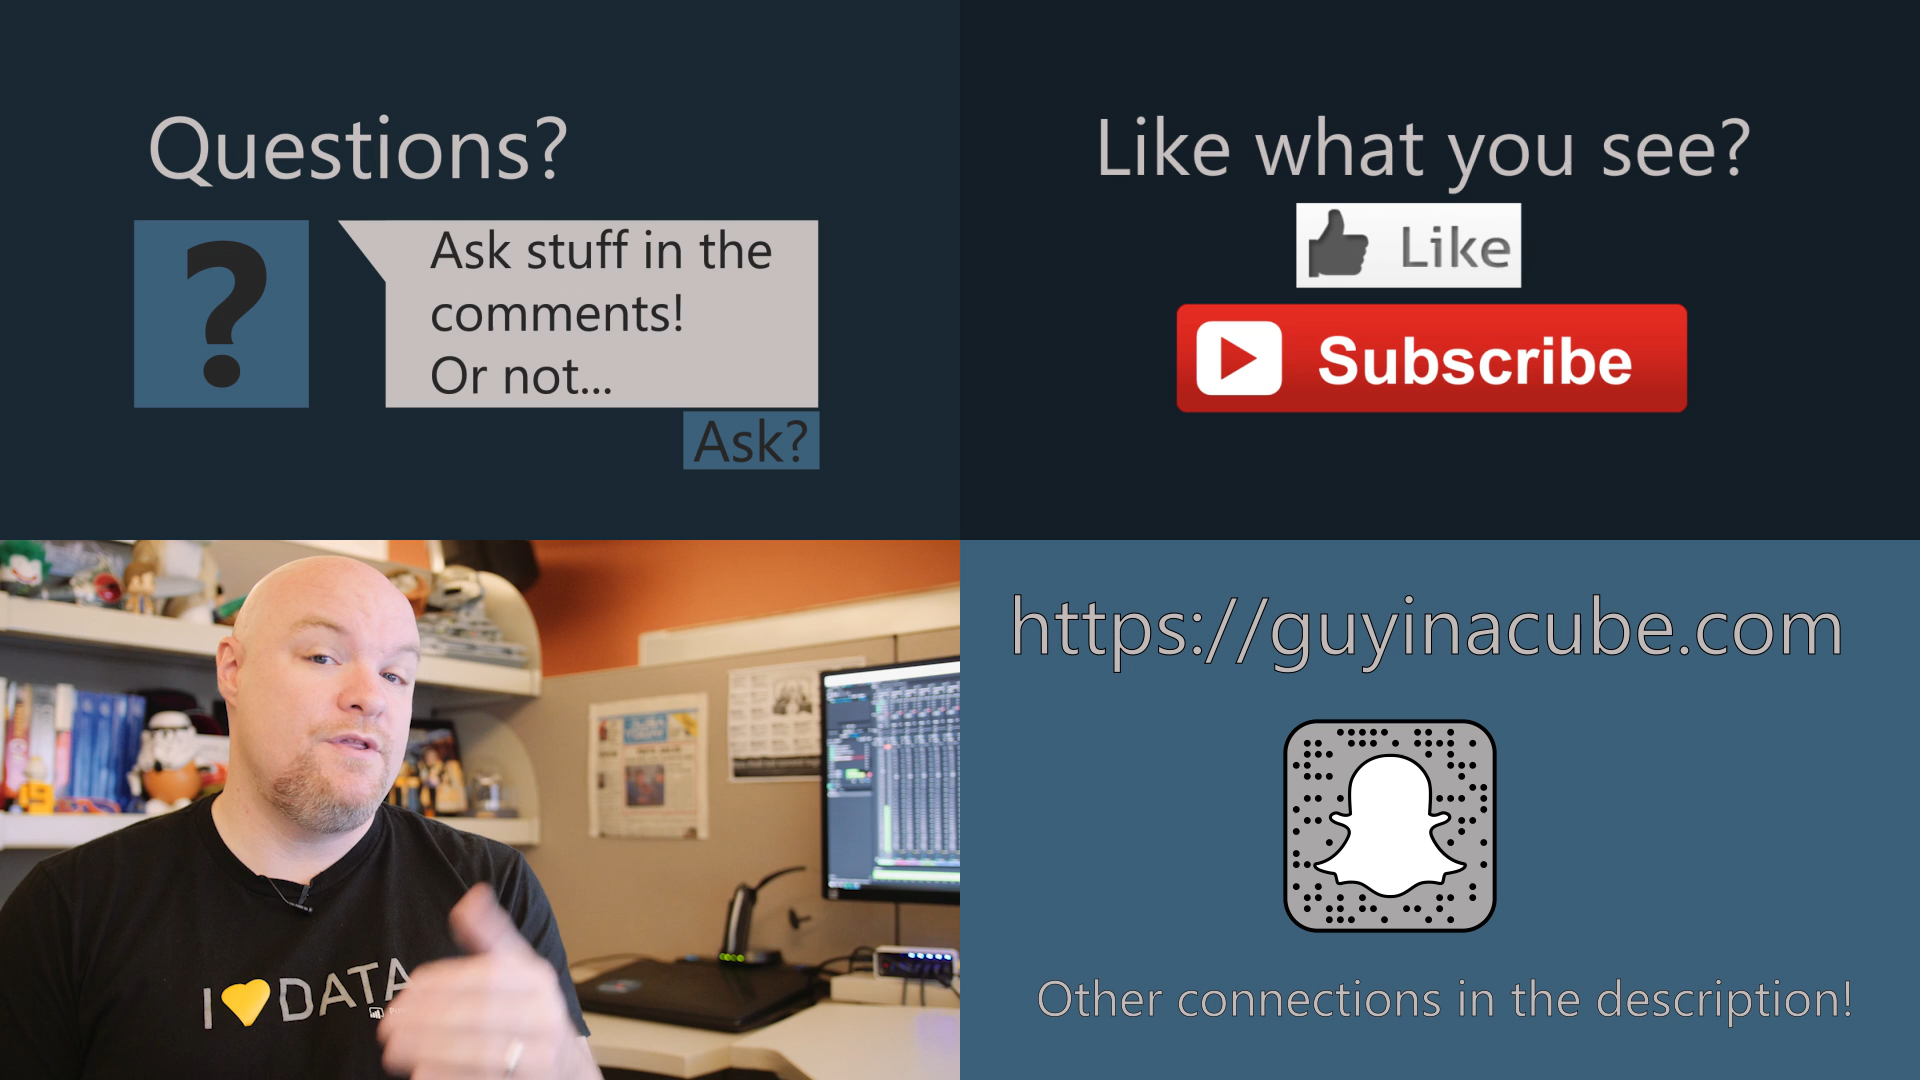 Questions?
?
Ask stuff in the
comments!
Or not...
Ask?
Like what you see?
Like
Subscribe
I DATA
https://guyinacube.com
Other connections in the description!